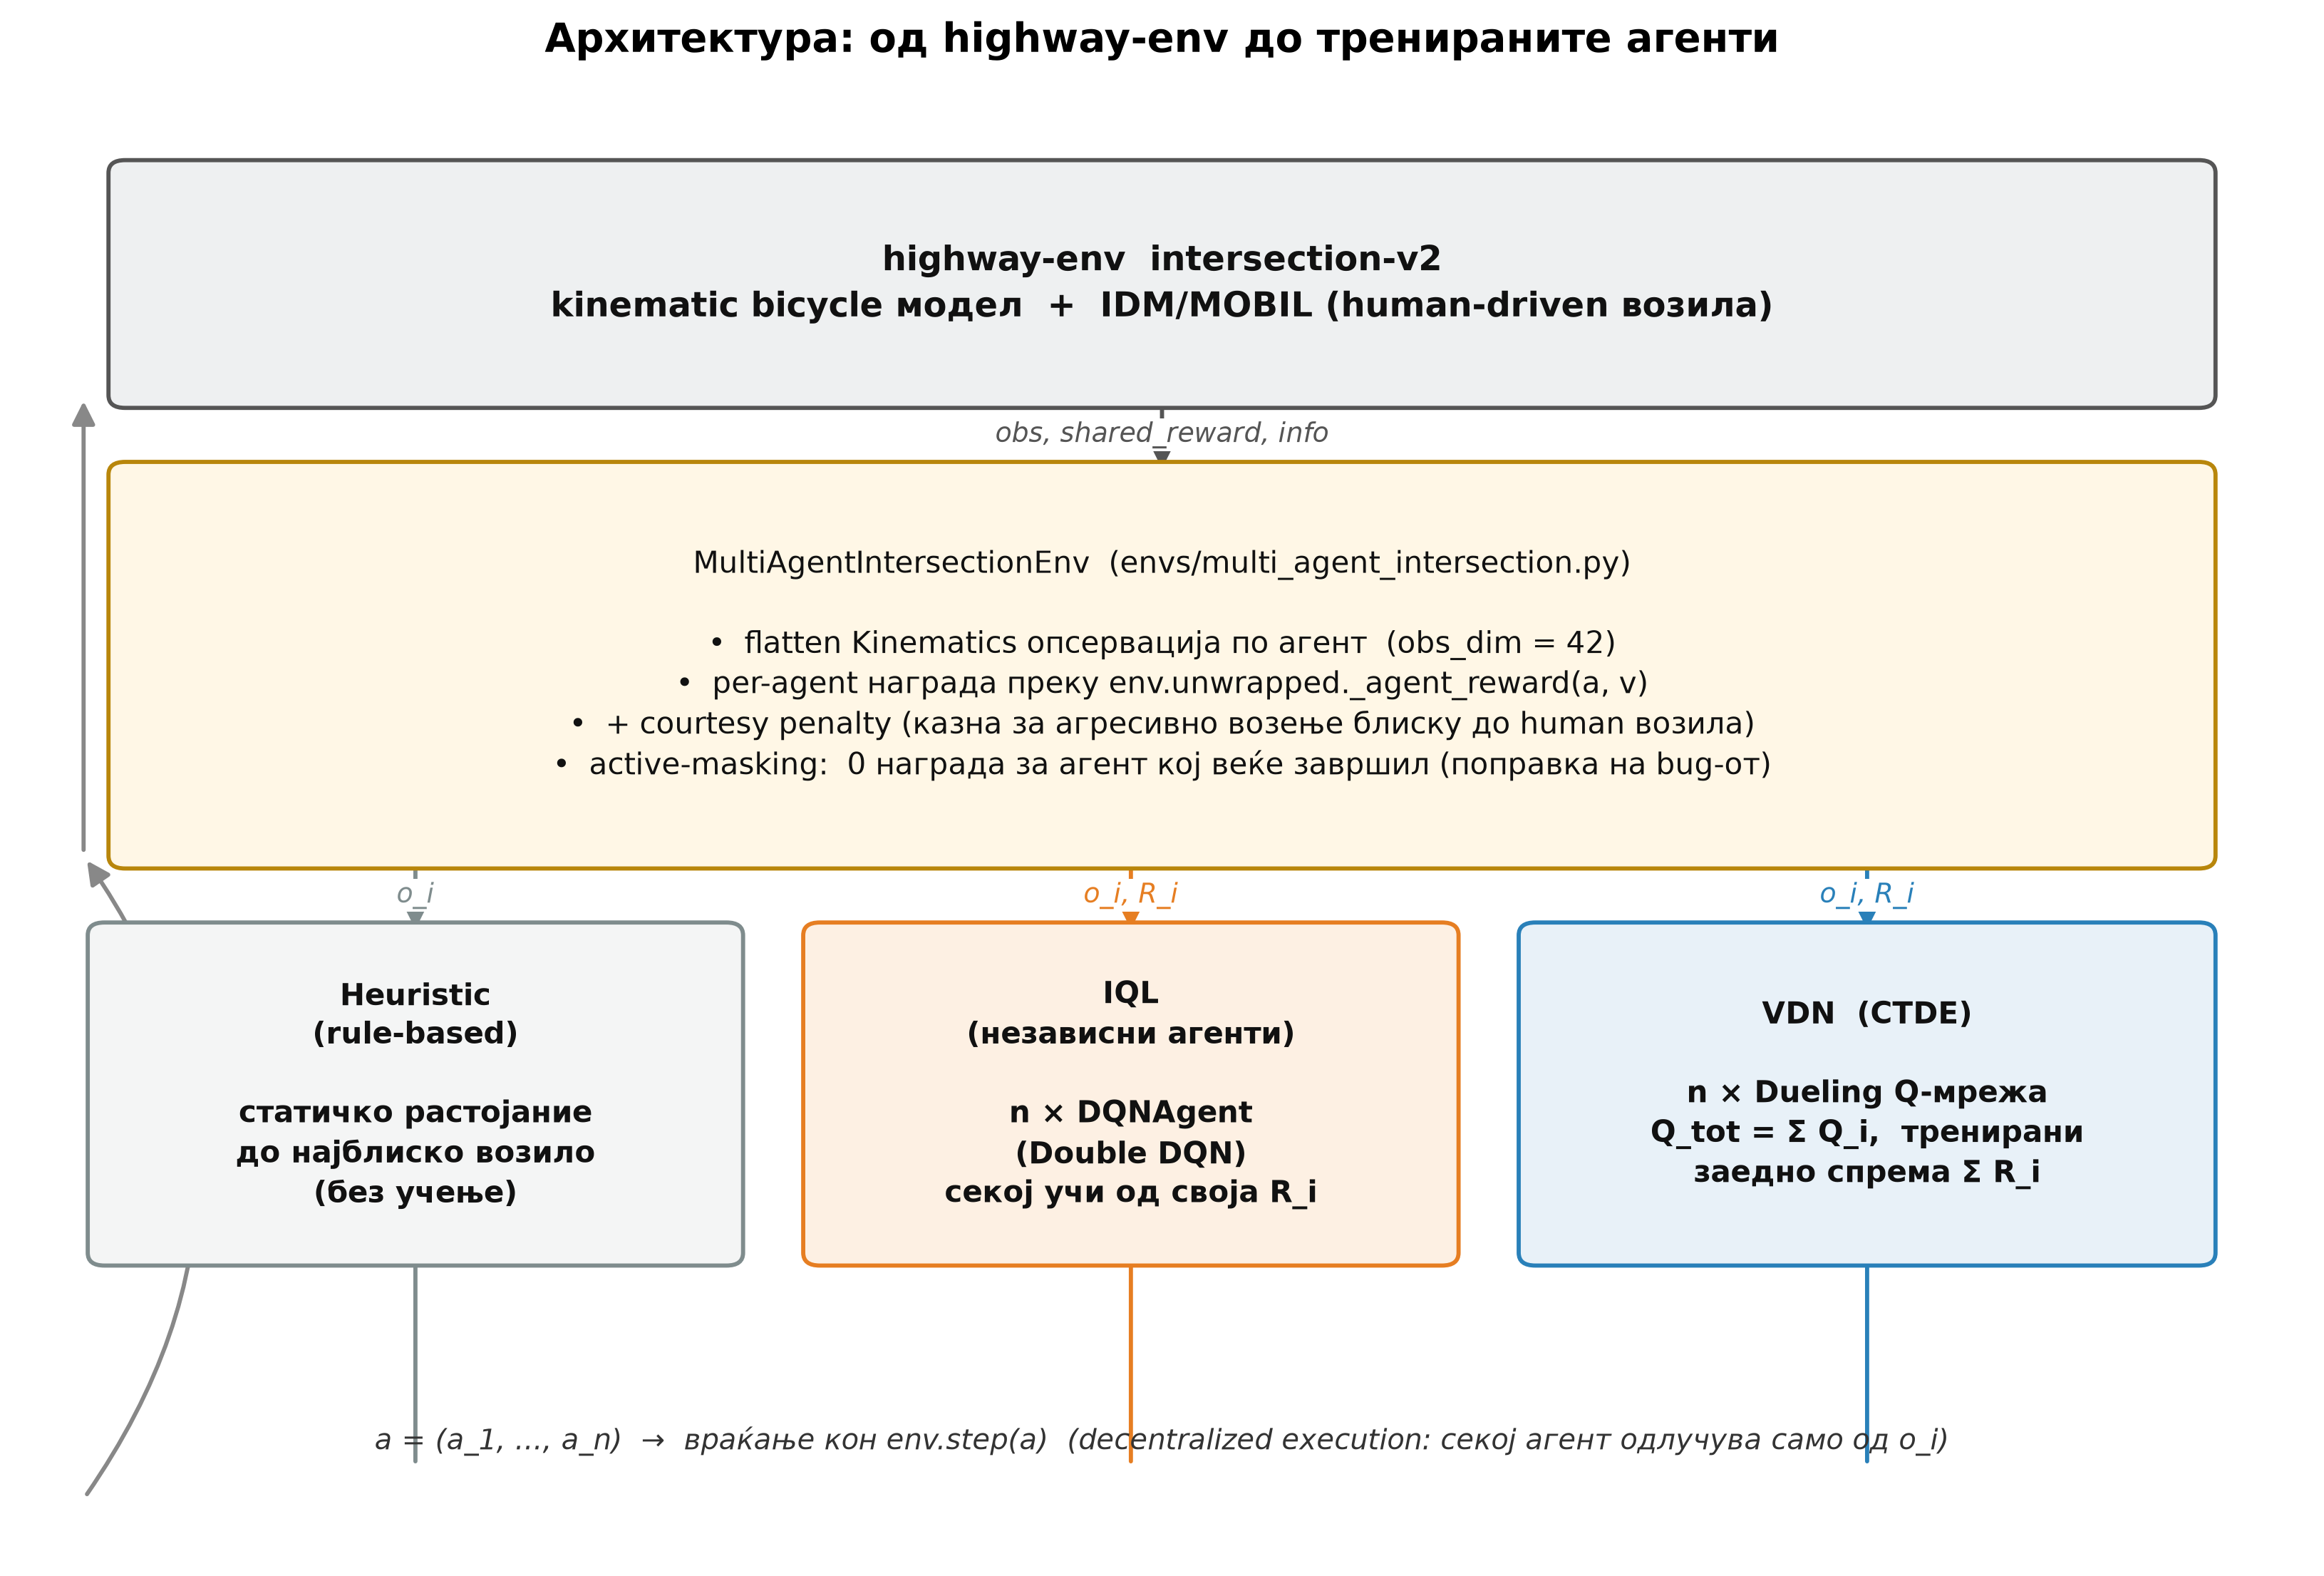 Архитектура: од highway-env до тренираните агенти
highway-env intersection-v2
kinematic bicycle модел + IDM/MOBIL (human-driven возила)
obs, shared_reward, info
MultiAgentIntersectionEnv (envs/multi_agent_intersection.py)
• flatten Kinematics опсервација по агент (obs_dim = 42)
• per-agent награда преку env.unwrapped._agent_reward(a, v)
• + courtesy penalty (казна за агресивно возење блиску до human возила)
• active-masking: 0 награда за агент кој веќе завршил (поправка на bug-от)
o_i
o_i, R_i
o_i, R_i
Heuristic
(rule-based)
статичко растојание
до најблиско возило
(без учење)
IQL
(независни агенти)
n × DQNAgent
(Double DQN)
секој учи од своја R_i
VDN (CTDE)
n × Dueling Q-мрежа
Q_tot = Σ Q_i, тренирани
заедно спрема Σ R_i
a = (a_1, ..., a_n) → враќање кон env.step(a) (decentralized execution: секој агент одлучува само од o_i)